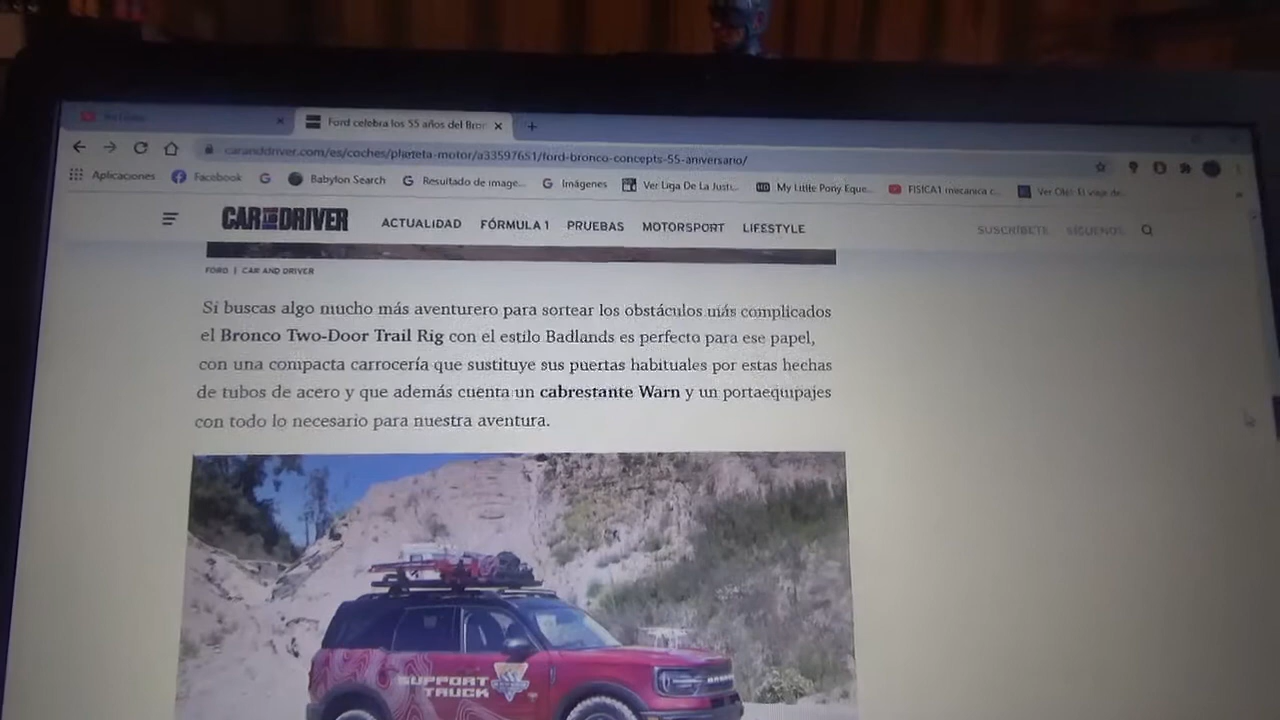 Ford celebra los 55 años del Bron
caranddriver.com/es/coches/planeta-motor/a33597651/ford-bronco-concepts-55-aniversario/
Aplicaciones Facebook Babylon Search Resultado de image... Imágenes Ver Liga De La Justi... My Little Pony Eque... FISICA1 mecanica c...
CAR AND DRIVER ACTUALIDAD FÓRMULA 1 PRUEBAS MOTORSPORT LIFESTYLE SUSCRÍBETE SÍGUENOS
FORD | CAR AND DRIVER
Si buscas algo mucho más aventurero para sortear los obstáculos más complicados
el Bronco Two-Door Trail Rig con el estilo Badlands es perfecto para ese papel,
con una compacta carrocería que sustituye sus puertas habituales por estas hechas
de tubos de acero y que además cuenta un cabrestante Warn y un portaequipajes
con todo lo necesario para nuestra aventura.
SUPPORT
TRUCK